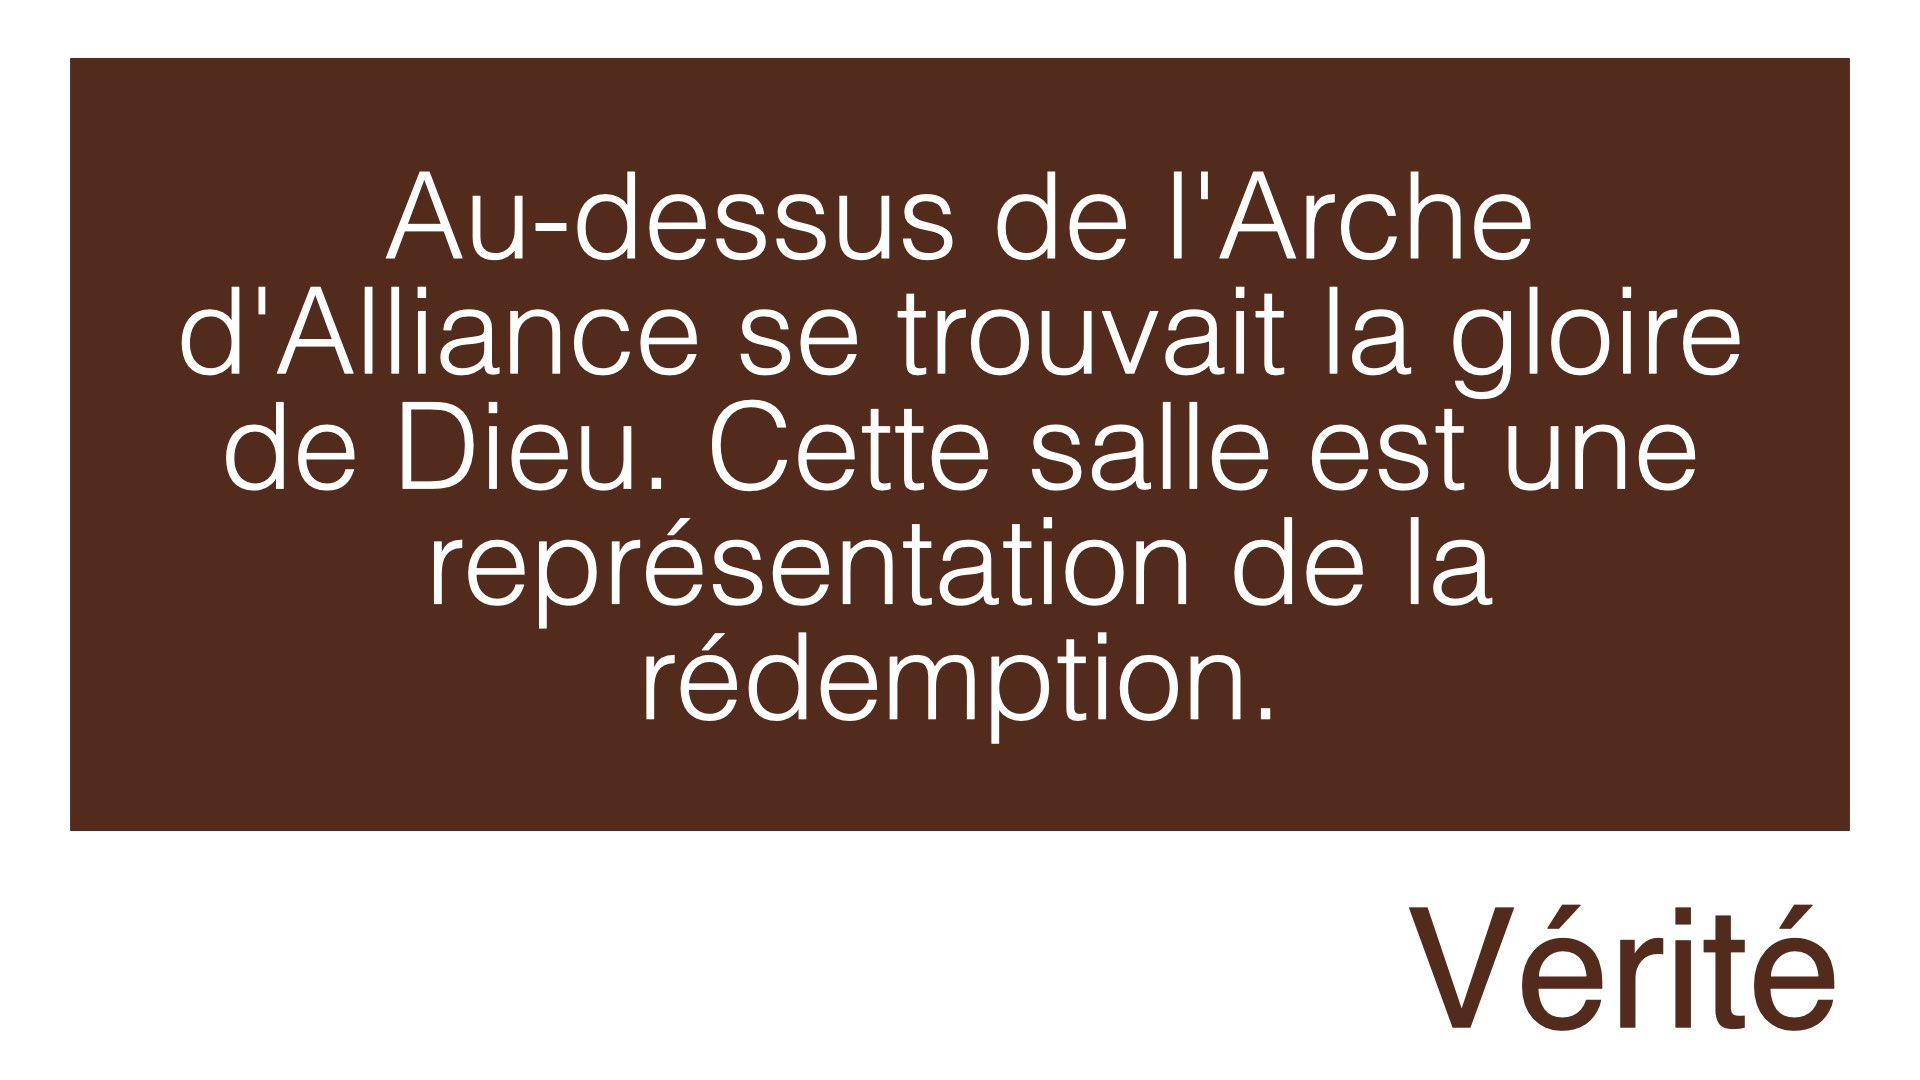 Au-dessus de l'Arche
d'Alliance se trouvait la gloire
de Dieu. Cette salle est une
représentation de la
rédemption.
Vérité